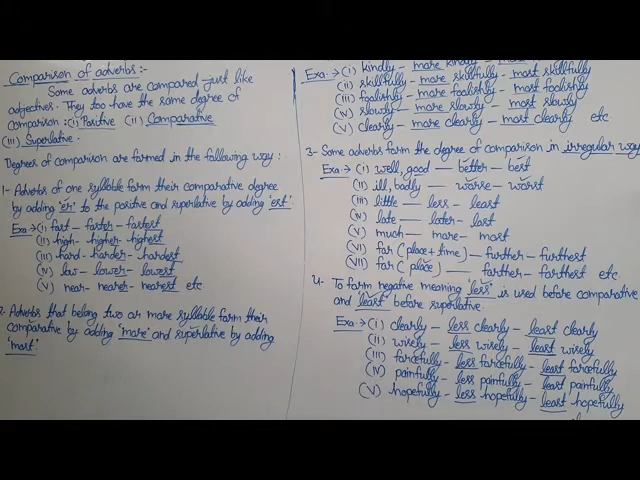 Comparison of adverbs :-
Some adverbs are compared just like
adjectives. They too have the same degree of
comparison : (i) Positive (ii) Comparative
(iii) Superlative.
Degrees of comparison are formed in the following way :
1- Adverbs of one syllable form their comparative degree
by adding 'er' to the positive and superlative by adding 'est'
Exa → (i) fast - faster - fastest
(ii) high - higher - highest
(iii) hard - harder - hardest
(iv) low - lower - lowest
(v) near - nearer - nearest etc
2. Adverbs that belong two or more syllable form their
comparative by adding 'more' and superlative by adding
'most'
Exa → (i) kindly - more kindly -
(ii) skillfully - more skillfully - most skillfully
(iii) foolishly - more foolishly - most foolishly
(iv) slowly - more slowly - most slowly
(v) clearly - more clearly - most clearly etc
3- Some adverbs form the degree of comparison in irregular way
Exa → (i) well, good — better - best
(ii) ill, badly — worse - worst
(iii) little — less - least
(iv) late — later - last
(v) much — more - most
(vi) far (place + time) — further - furthest
(vii) far (place) — farther - farthest etc.
4- To form negative meaning 'less' is used before comparative
and 'least' before superlative.
Exa → (i) clearly - less clearly - least clearly
(ii) wisely - less wisely - least wisely
(iii) forcefully - less forcefully - least forcefully
(iv) painfully - less painfully - least painfully
(v) hopefully - less hopefully - least hopefully